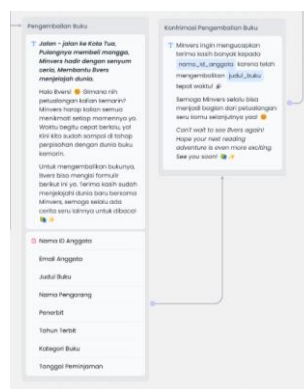 Pengembalian Buku
Jalan - jalan ke Kota Tua,
Pulangnya membeli mangga,
Minvers hadir dengan senyum
ceria, Membantu Bvers
menjelajah dunia.
Halo Bvers! 😊 Gimana nih
petualangan kalian kemarin?
Minvers harap kalian semua
menikmati setiap momennya ya.
Waktu begitu cepat berlalu, ya!
Kini kita sudah sampai di tahap
perpisahan dengan dunia buku
kemarin.
Untuk mengembalikan bukunya,
Bvers bisa mengisi formulir
berikut ini ya. Terima kasih sudah
menjelajahi dunia baru bersama
Minvers, semoga selalu ada
cerita seru lainnya untuk dibaca!
Nama ID Anggota
Email Anggota
Judul Buku
Nama Pengarang
Penerbit
Tahun Terbit
Kategori Buku
Tanggal Peminjaman
Konfirmasi Pengembalian Buku
Minvers ingin mengucapkan
terima kasih banyak kepada
nama_id_anggota karena telah
mengembalikan judul_buku
tepat waktu! 🎉
Semoga Minvers selalu bisa
menjadi bagian dari petualangan
seru kamu selanjutnya yaa! 😊
Can't wait to see Bvers again!
Hope your next reading
adventure is even more exciting.
See you soon! 📚✨